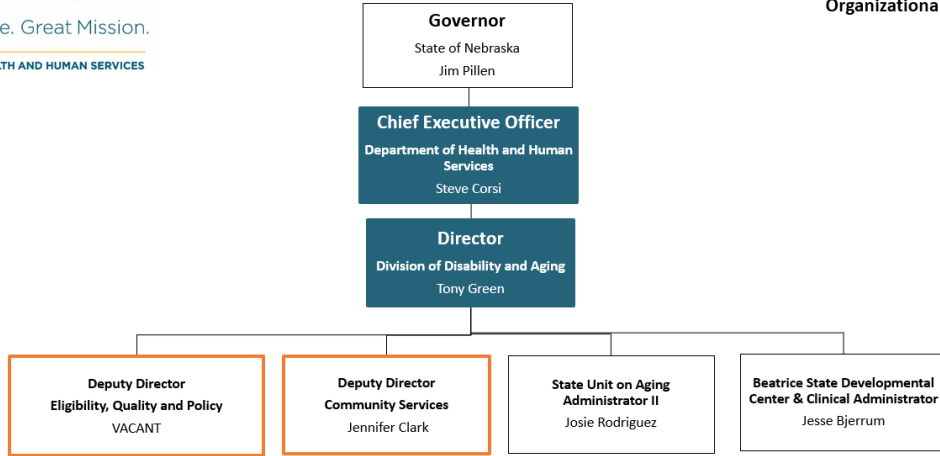 e. Great Mission.
TH AND HUMAN SERVICES
Organizational
Governor
State of Nebraska
Jim Pillen
Chief Executive Officer
Department of Health and Human
Services
Steve Corsi
Director
Division of Disability and Aging
Tony Green
Deputy Director
Eligibility, Quality and Policy
VACANT
Deputy Director
Community Services
Jennifer Clark
State Unit on Aging
Administrator II
Josie Rodriguez
Beatrice State Developmental
Center & Clinical Administrator
Jesse Bjerrum